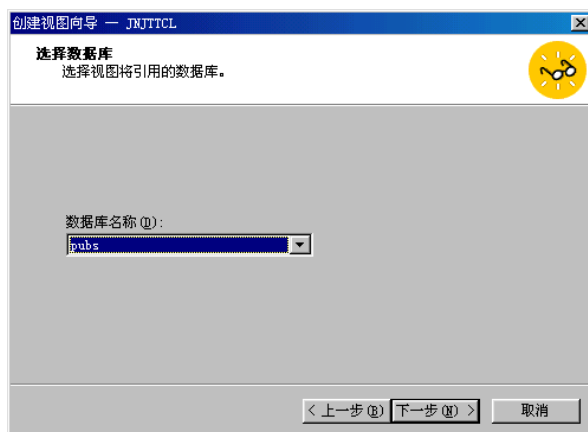 创建视图向导 — JNJTTCL
选择数据库
选择视图将引用的数据库。
数据库名称(D):
pubs
< 上一步(B) 下一步(N) > 取消